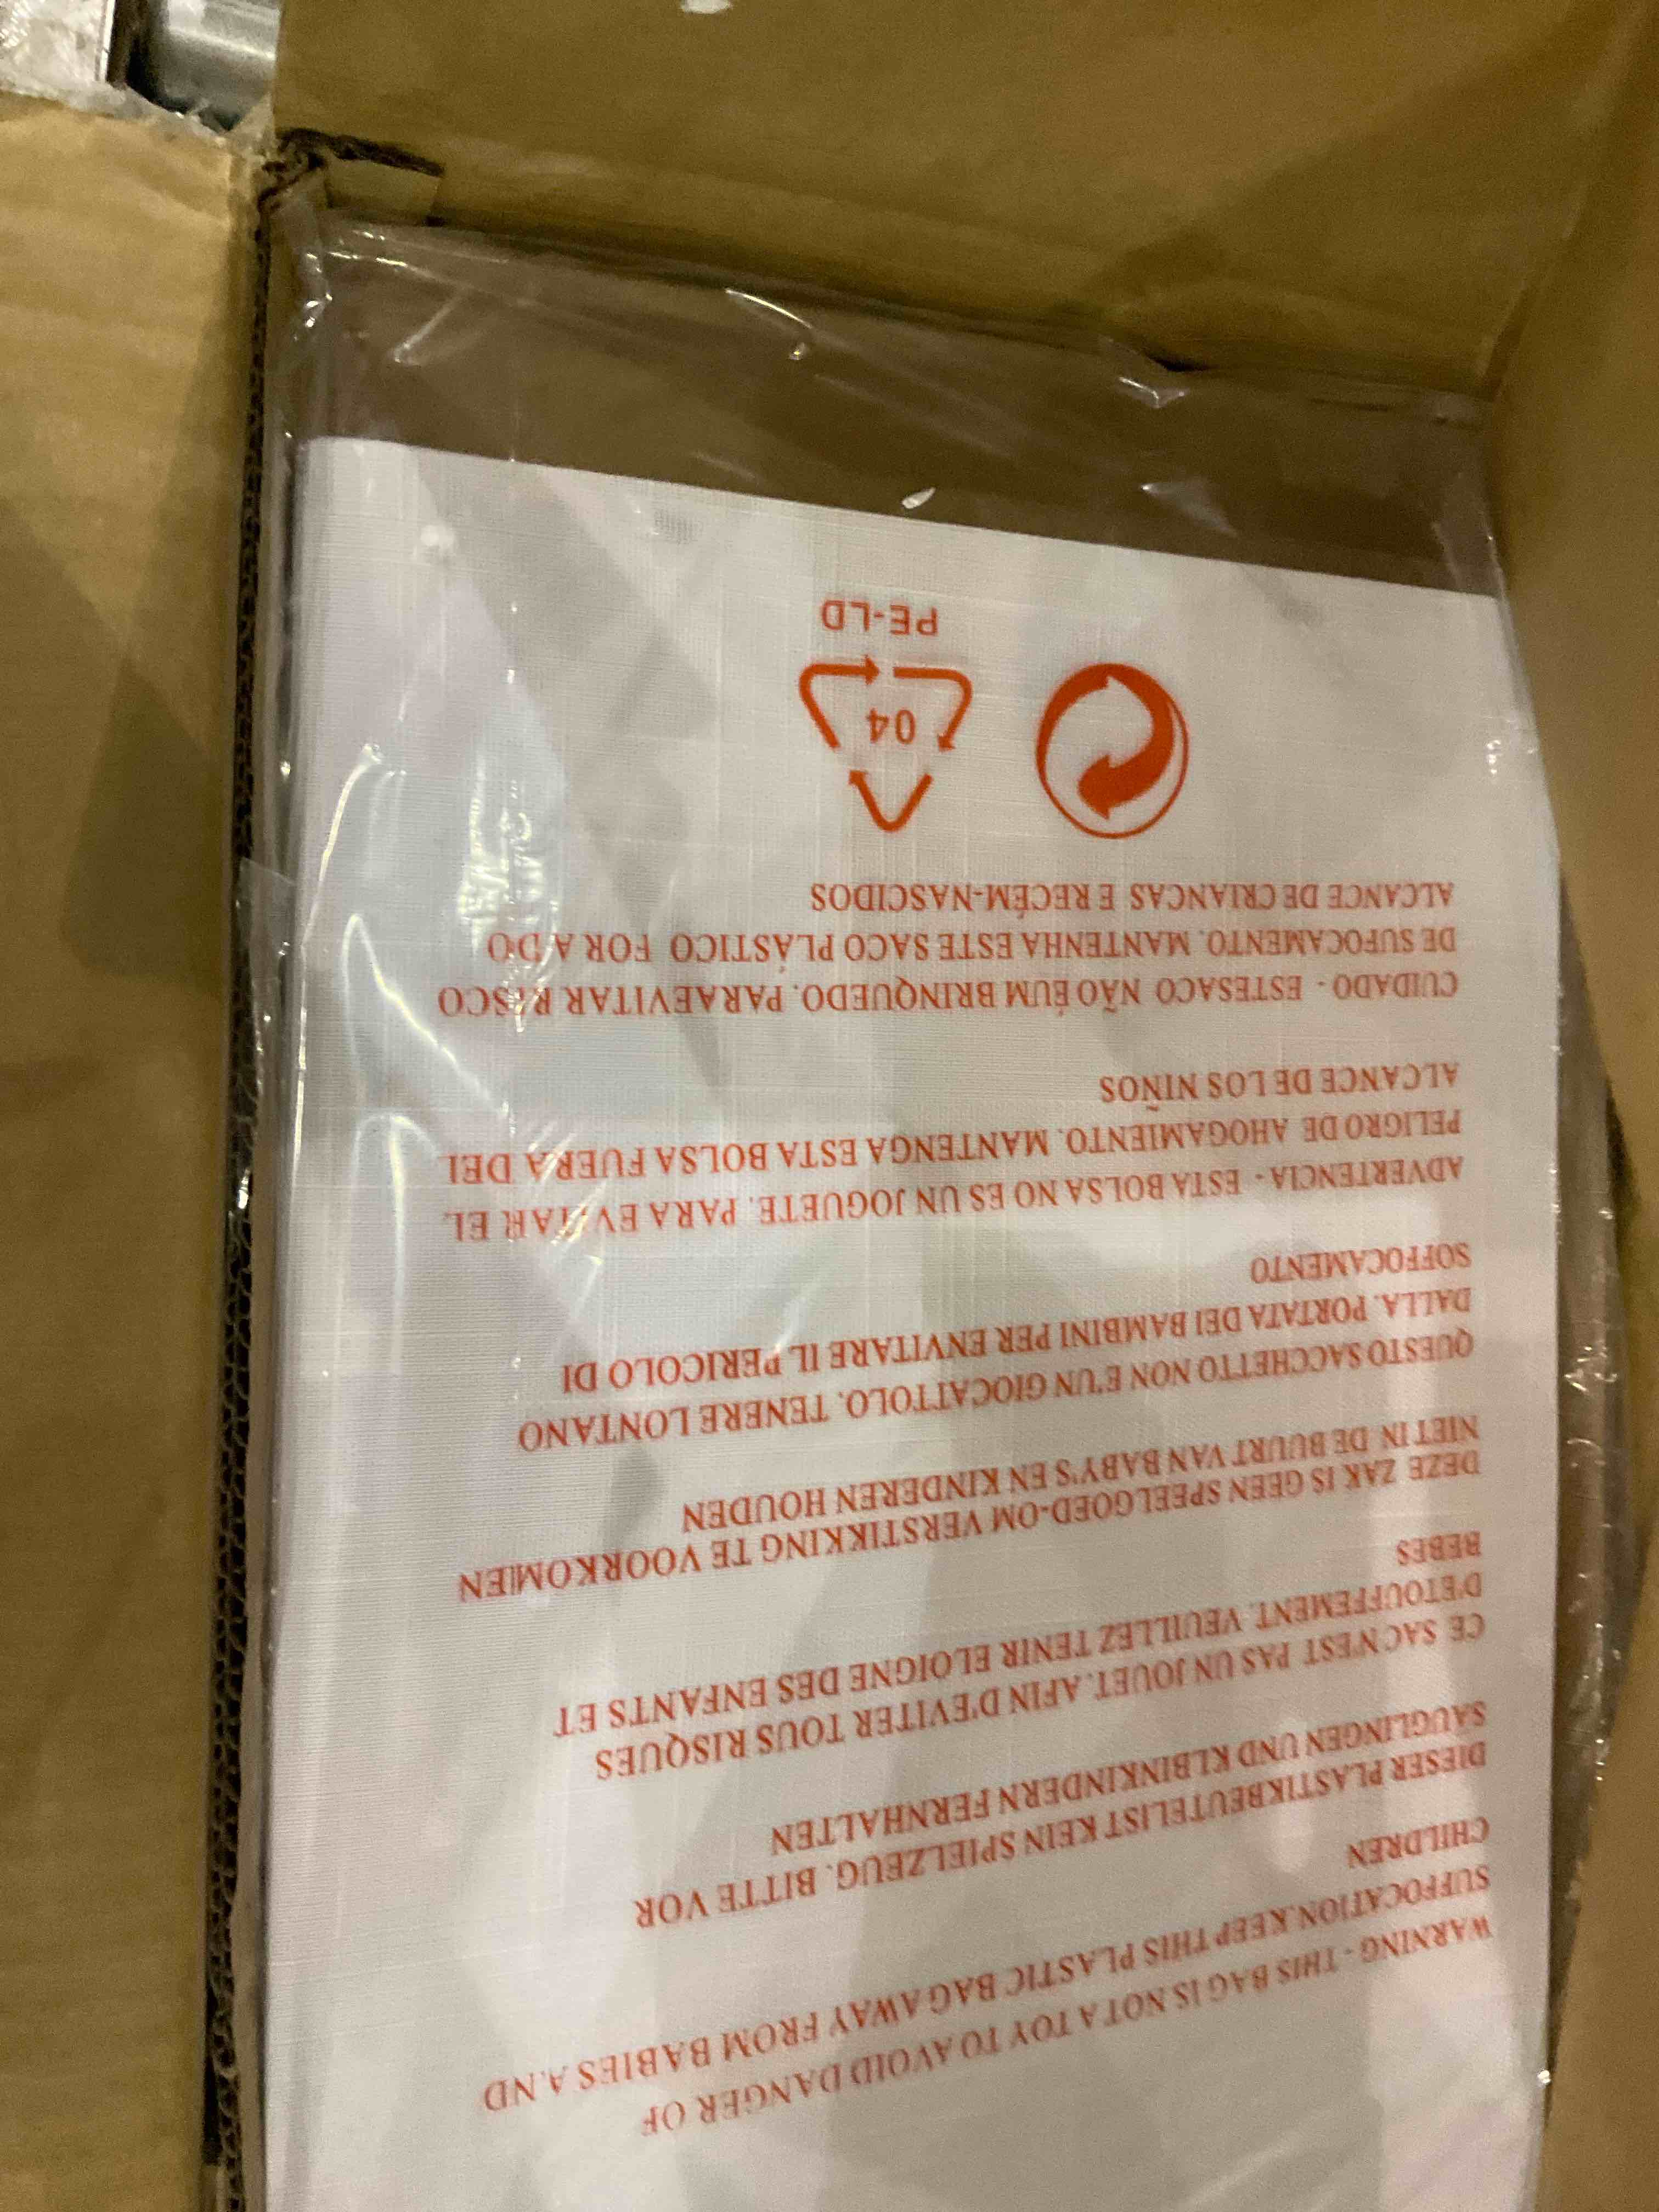 WARNING - THIS BAG IS NOT A TOY TO AVOID DANGER OF
SUFFOCATION.KEEP THIS PLASTIC BAG AWAY FROM BABIES A.ND
CHILDREN
DIESER PLASTIKBEUTELIST KEIN SPIELZEUG. BITTE VOR
SAUGLINGEN UND KLBINKINDERN FERNHALTEN
CE SAC N'EST PAS UN JOUET. AFIN D'EVITER TOUS RISQUES
D'ETOUFFEMENT. VEUILLEZ TENIR ELOIGNE DES ENFANTS ET
BEBES
DEZE ZAK IS GEEN SPEELGOED-OM VERSTIKKING TE VOORKOMEN
NIET IN DE BUURT VAN BABY'S EN KINDEREN HOUDEN
QUESTO SACCHETTO NON E'UN GIOCATTOLO. TENERE LONTANO
DALLA. PORTATA DEI BAMBINI PER ENVITARE IL PERICOLO DI
SOFFOCAMENTO
ADVERTENCIA - ESTA BOLSA NO ES UN JOGUETE. PARA EVITAR EL
PELIGRO DE AHOGAMIENTO. MANTENGA ESTA BOLSA FUERA DEL
ALCANCE DE LOS NIÑOS
CUIDADO - ESTESACO NÃO ÉUM BRINQUEDO. PARAEVITAR RISCO
DE SUFOCAMENTO. MANTENHA ESTE SACO PLÁSTICO FOR A DO
ALCANCE DE CRIANCAS E RECÉM-NASCIDOS
04
PE-LD